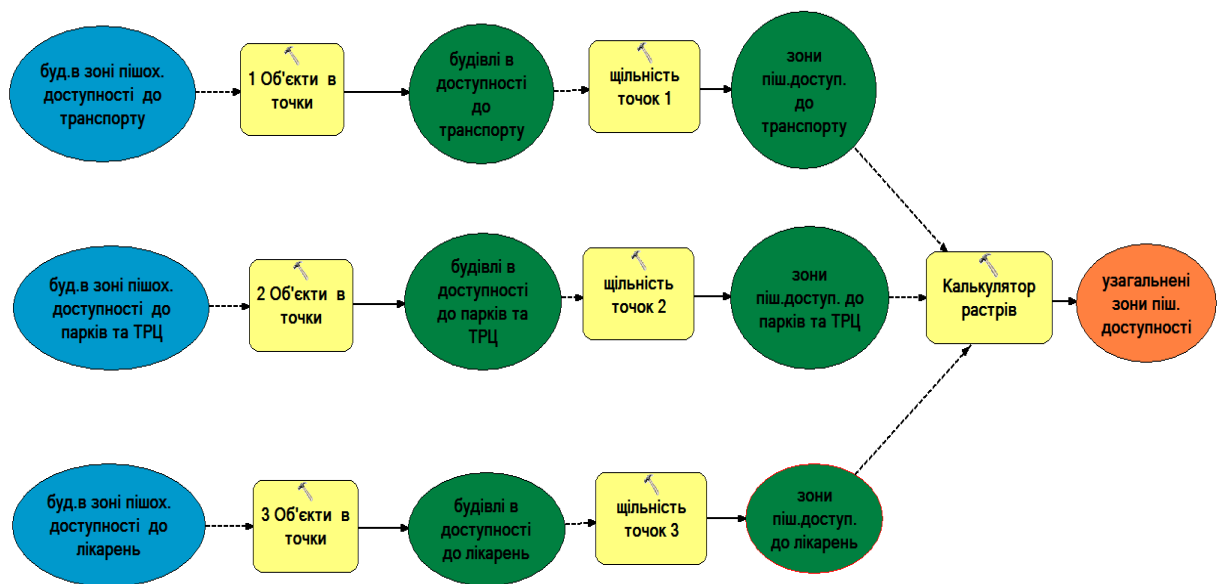 буд.в зоні пішох.
доступності до
транспорту
1 Об'єкти в
точки
будівлі в
доступності
до
транспорту
щільність
точок 1
зони
піш.доступ.
до
транспорту
буд.в зоні пішох.
доступності до
парків та ТРЦ
2 Об'єкти в
точки
будівлі в
доступності
до парків та
ТРЦ
щільність
точок 2
зони
піш.доступ. до
парків та ТРЦ
Калькулятор
растрів
узагальнені
зони піш.
доступності
буд.в зоні пішох.
доступності до
лікарень
3 Об'єкти в
точки
будівлі в
доступності
до лікарень
щільність
точок 3
зони
піш.доступ.
до лікарень